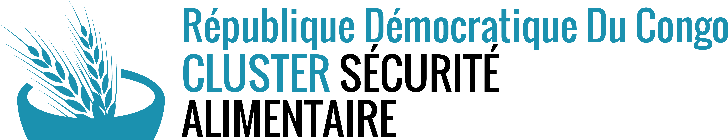 République Démocratique Du Congo
CLUSTER SÉCURITÉ
ALIMENTAIRE